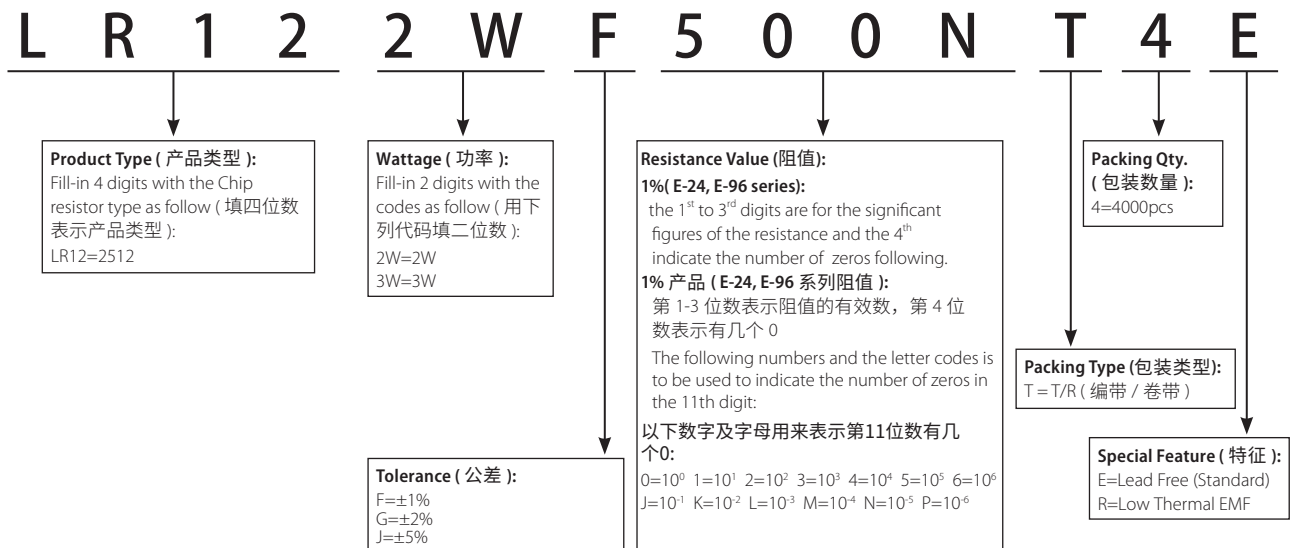 L R 1 2 2 W F 5 0 0 N T 4 E
Product Type ( 产品类型 ):
Fill-in 4 digits with the Chip
resistor type as follow ( 填四位数
表示产品类型 ):
LR12=2512
Wattage ( 功率 ):
Fill-in 2 digits with the
codes as follow ( 用下
列代码填二位数 ):
2W=2W
3W=3W
Tolerance ( 公差 ):
F=±1%
G=±2%
J=±5%
Resistance Value (阻值):
1%( E-24, E-96 series):
the 1st to 3rd digits are for the significant
figures of the resistance and the 4th
indicate the number of zeros following.
1% 产品 ( E-24, E-96 系列阻值 ):
第 1-3 位数表示阻值的有效数，第 4 位
数表示有几个 0
The following numbers and the letter codes is
to be used to indicate the number of zeros in
the 11th digit:
以下数字及字母用来表示第11位数有几
个0:
0=10⁰ 1=10¹ 2=10² 3=10³ 4=10⁴ 5=10⁵ 6=10⁶
J=10⁻¹ K=10⁻² L=10⁻³ M=10⁻⁴ N=10⁻⁵ P=10⁻⁶
Packing Type (包装类型):
T = T/R ( 编带 / 卷带 )
Packing Qty.
( 包装数量 ):
4=4000pcs
Special Feature ( 特征 ):
E=Lead Free (Standard)
R=Low Thermal EMF